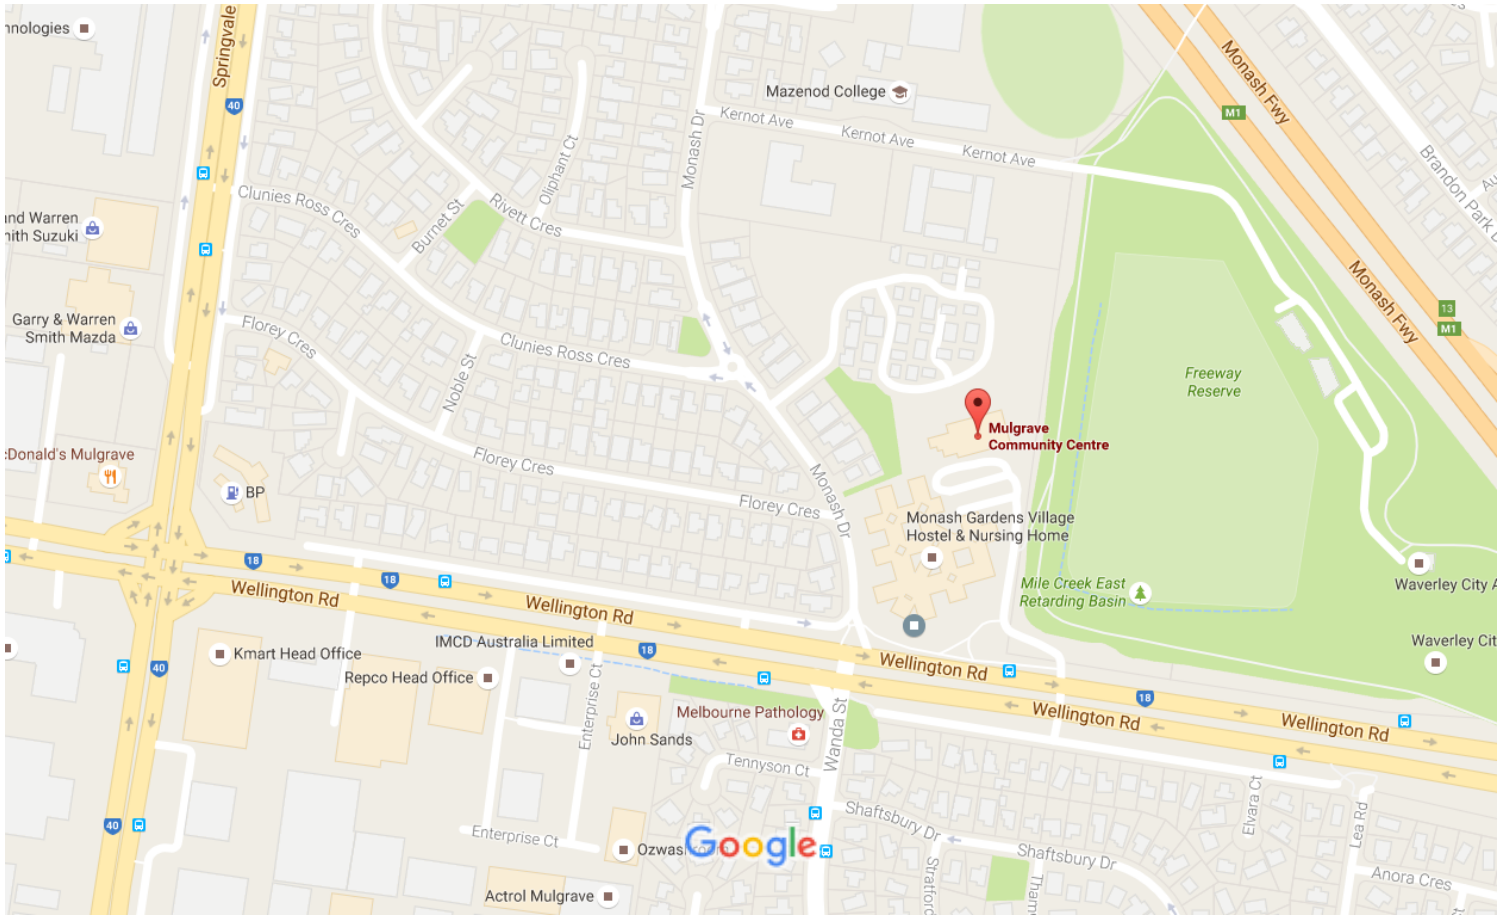 hnologies
Springvale
40
Mazenod College
Kernot Ave
Kernot Ave
Kernot Ave
Monash Fwy
M1
Brandon Park D
Au
Monash Dr
Oliphant Ct
Clunies Ross Cres
Burnet St
Rivett Cres
and Warren
mith Suzuki
Garry & Warren
Smith Mazda
Florey Cres
Noble St
Clunies Ross Cres
Monash Fwy
13
M1
Freeway
Reserve
Mulgrave
Community Centre
cDonald's Mulgrave
BP
Florey Cres
Florey Cres
Monash Dr
Monash Gardens Village
Hostel & Nursing Home
Mile Creek East
Retarding Basin
Waverley City A
Waverley Cit
18
18
Wellington Rd
Wellington Rd
IMCD Australia Limited
18
Wellington Rd
18
Wellington Rd
Wellington Rd
40
Kmart Head Office
Repco Head Office
Enterprise Ct
John Sands
Melbourne Pathology
Wanda St
Tennyson Ct
Shaftsbury Dr
Shaftsbury Dr
Elvara Ct
Lea Rd
Anora Cres
40
Enterprise Ct
Google
Stratford
Tham
Actrol Mulgrave